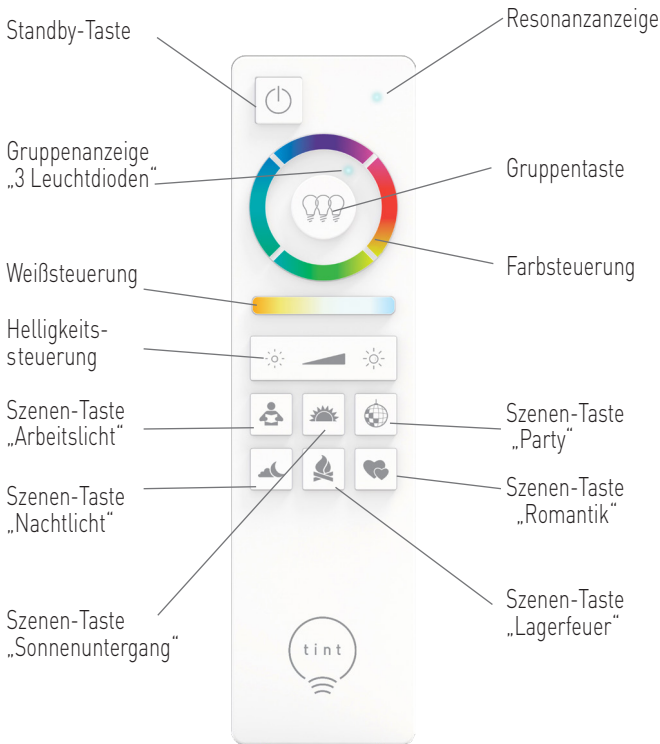 Standby-Taste
Resonanzanzeige
Gruppenanzeige
„3 Leuchtdioden“
Gruppentaste
Weißsteuerung
Farbsteuerung
Helligkeits-
steuerung
Szenen-Taste
„Arbeitslicht“
Szenen-Taste
„Party“
Szenen-Taste
„Nachtlicht“
Szenen-Taste
„Romantik“
Szenen-Taste
„Sonnenuntergang“
Szenen-Taste
„Lagerfeuer“
tint